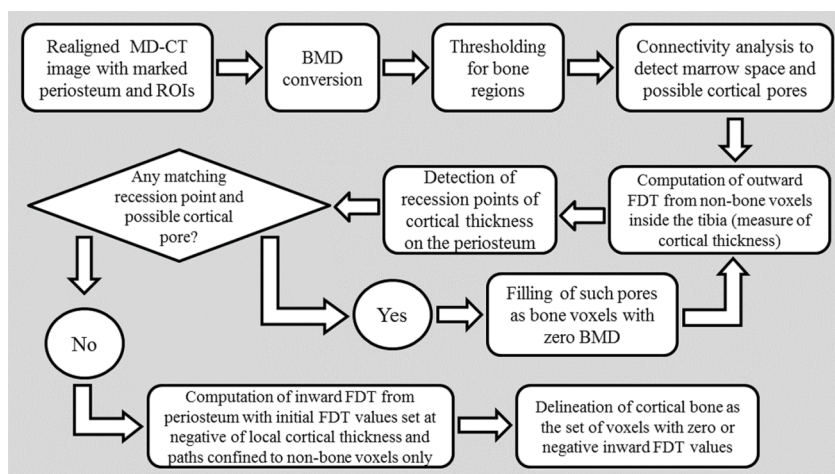 Realigned MD-CT
image with marked
periosteum and ROIs
BMD
conversion
Thresholding
for bone
regions
Connectivity analysis to
detect marrow space and
possible cortical pores
Any matching
recession point and
possible cortical
pore?
Detection of
recession points of
cortical thickness
on the periosteum
Computation of outward
FDT from non-bone voxels
inside the tibia (measure of
cortical thickness)
Yes
Filling of such pores
as bone voxels with
zero BMD
No
Computation of inward FDT from
periosteum with initial FDT values set at
negative of local cortical thickness and
paths confined to non-bone voxels only
Delineation of cortical bone as
the set of voxels with zero or
negative inward FDT values